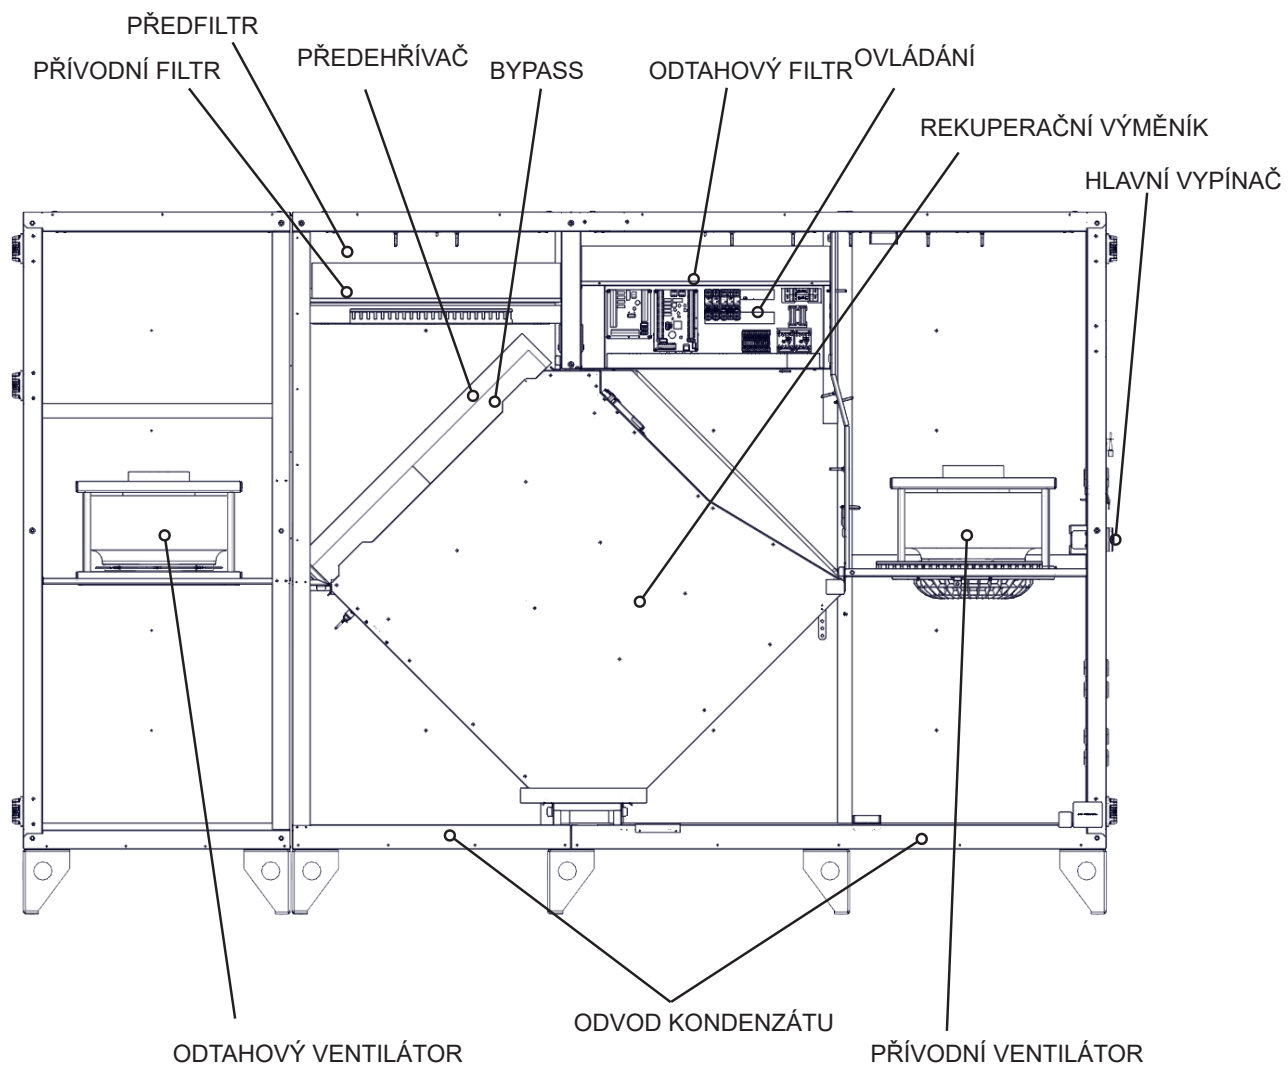 PŘEDFILTR
PŘÍVODNÍ FILTR
PŘEDEHŘÍVAČ
BYPASS
ODTAHOVÝ FILTR
OVLÁDÁNÍ
REKUPERAČNÍ VÝMĚNÍK
HLAVNÍ VYPÍNAČ
ODVOD KONDENZÁTU
ODTAHOVÝ VENTILÁTOR
PŘÍVODNÍ VENTILÁTOR